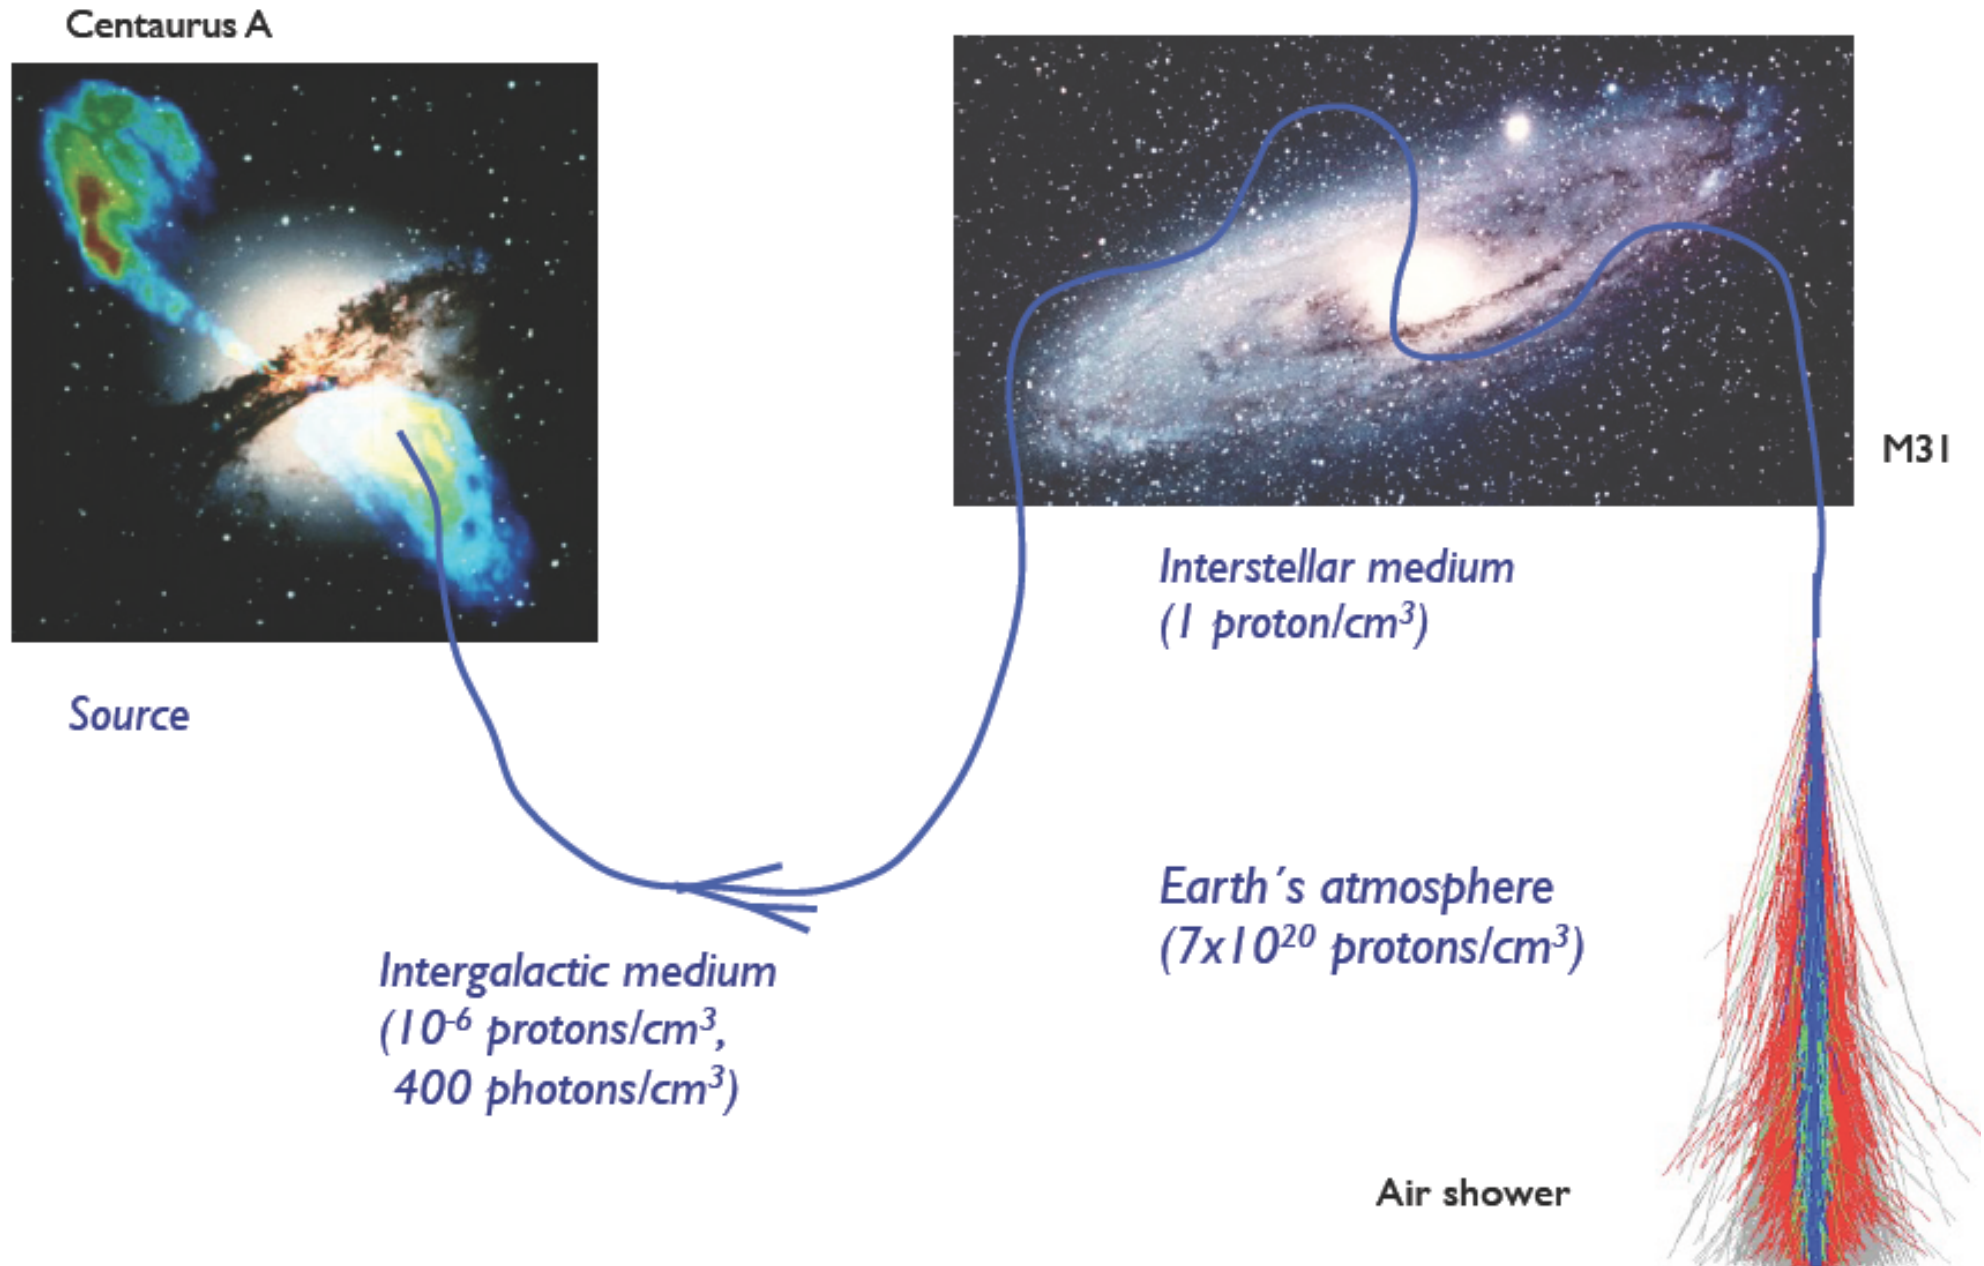 Centaurus A
M31
Interstellar medium
(1 proton/cm³)
Source
Earth´s atmosphere
(7x10²⁰ protons/cm³)
Intergalactic medium
(10⁻⁶ protons/cm³,
400 photons/cm³)
Air shower